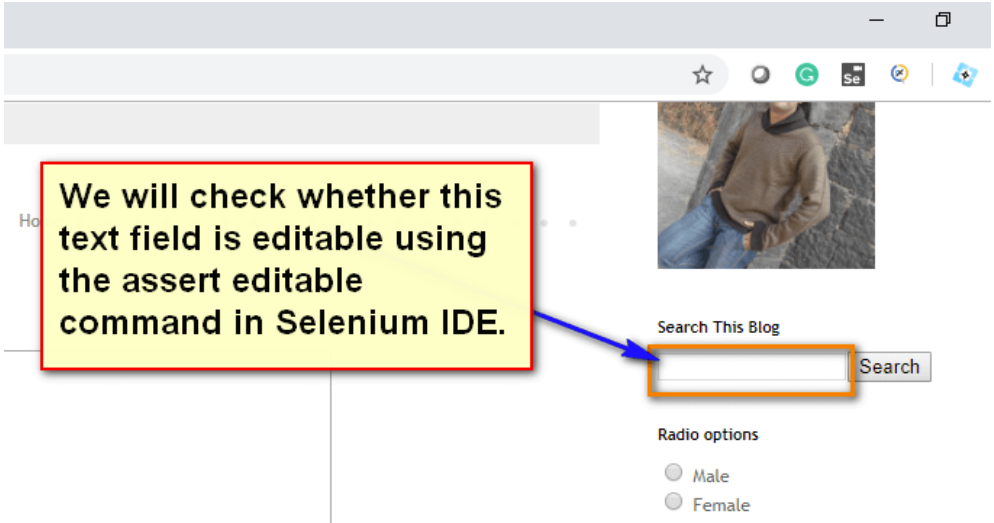 Se
Ho
We will check whether this
text field is editable using
the assert editable
command in Selenium IDE.
Search This Blog
Search
Radio options
Male
Female